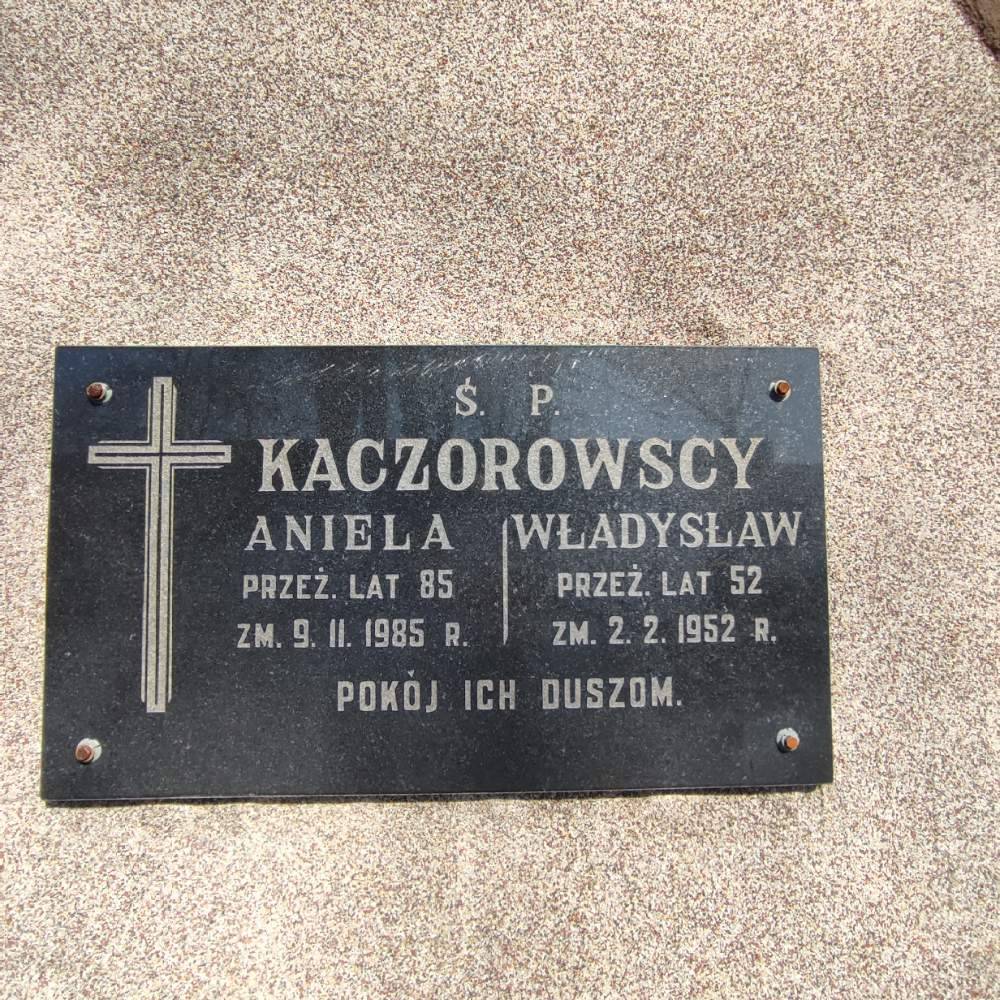 Ś. P.
KACZOROWSCY
ANIELA WŁADYSŁAW
PRZEŻ. LAT 85 PRZEŻ. LAT 52
ZM. 9. 11. 1985 R. ZM. 2. 2. 1952 R.
POKÓJ ICH DUSZOM.